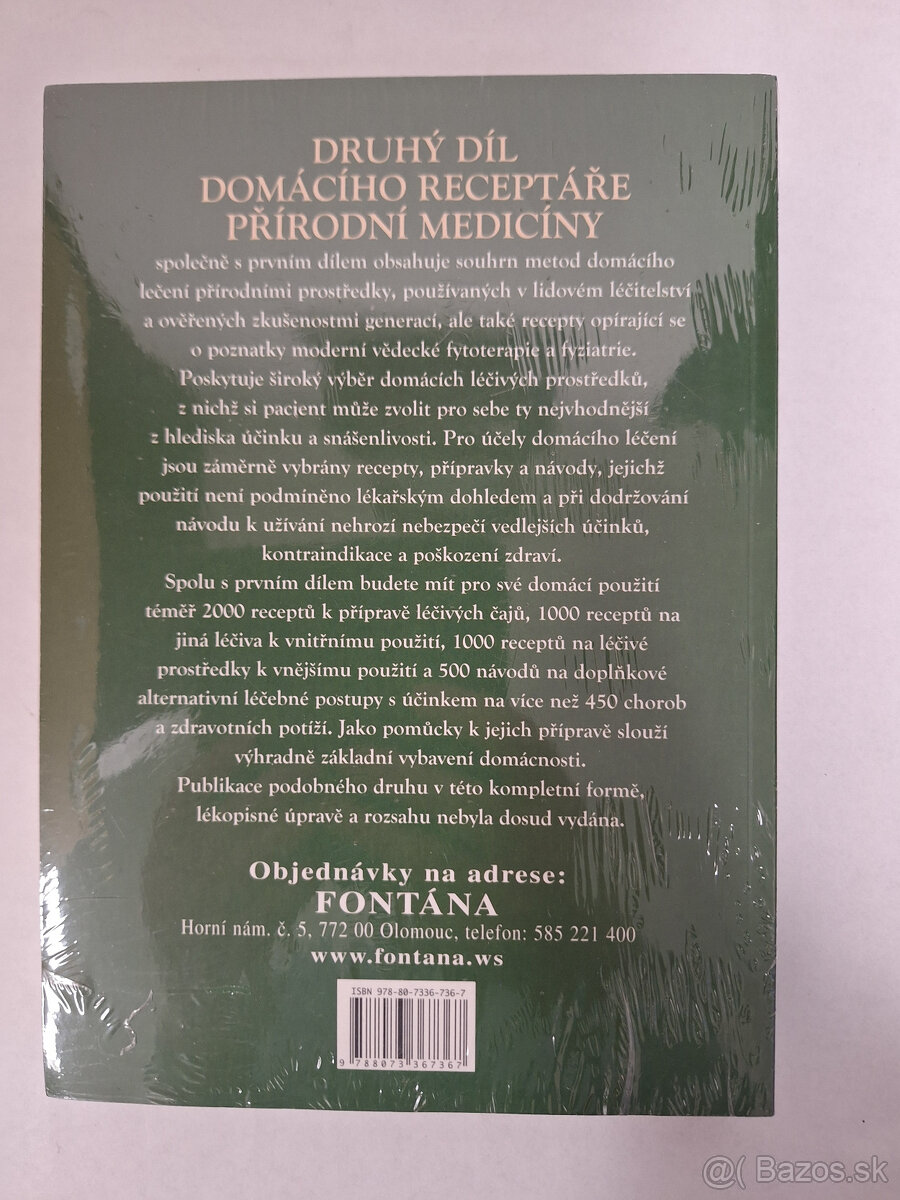 DRUHÝ DÍL
DOMÁCÍHO RECEPTÁŘE
PŘÍRODNÍ MEDICÍNY
společně s prvním dílem obsahuje souhrn metod domácího
lečení přírodními prostředky, používaných v lidovém léčitelství
a ověřených zkušenostmi generací, ale také recepty opírající se
o poznatky moderní vědecké fytoterapie a fyziatrie.
Poskytuje široký výběr domácích léčivých prostředků,
z nichž si pacient může zvolit pro sebe ty nejvhodnější
z hlediska účinku a snášenlivosti. Pro účely domácího léčení
jsou záměrně vybrány recepty, přípravky a návody, jejichž
použití není podmíněno lékařským dohledem a při dodržování
návodu k užívání nehrozí nebezpečí vedlejších účinků,
kontraindikace a poškození zdraví.
Spolu s prvním dílem budete mít pro své domácí použití
téměř 2000 receptů k přípravě léčivých čajů, 1000 receptů na
jiná léčiva k vnitřnímu použití, 1000 receptů na léčivé
prostředky k vnějšímu použití a 500 návodů na doplňkové
alternativní léčebné postupy s účinkem na více než 450 chorob
a zdravotních potíží. Jako pomůcky k jejich přípravě slouží
výhradně základní vybavení domácnosti.
Publikace podobného druhu v této kompletní formě,
lékopisné úpravě a rozsahu nebyla dosud vydána.
Objednávky na adrese:
FONTÁNA
Horní nám. č. 5, 772 00 Olomouc, telefon: 585 221 400
www.fontana.ws
ISBN 978-80-7336-736-7
9 788073 367367
@( Bazos.sk